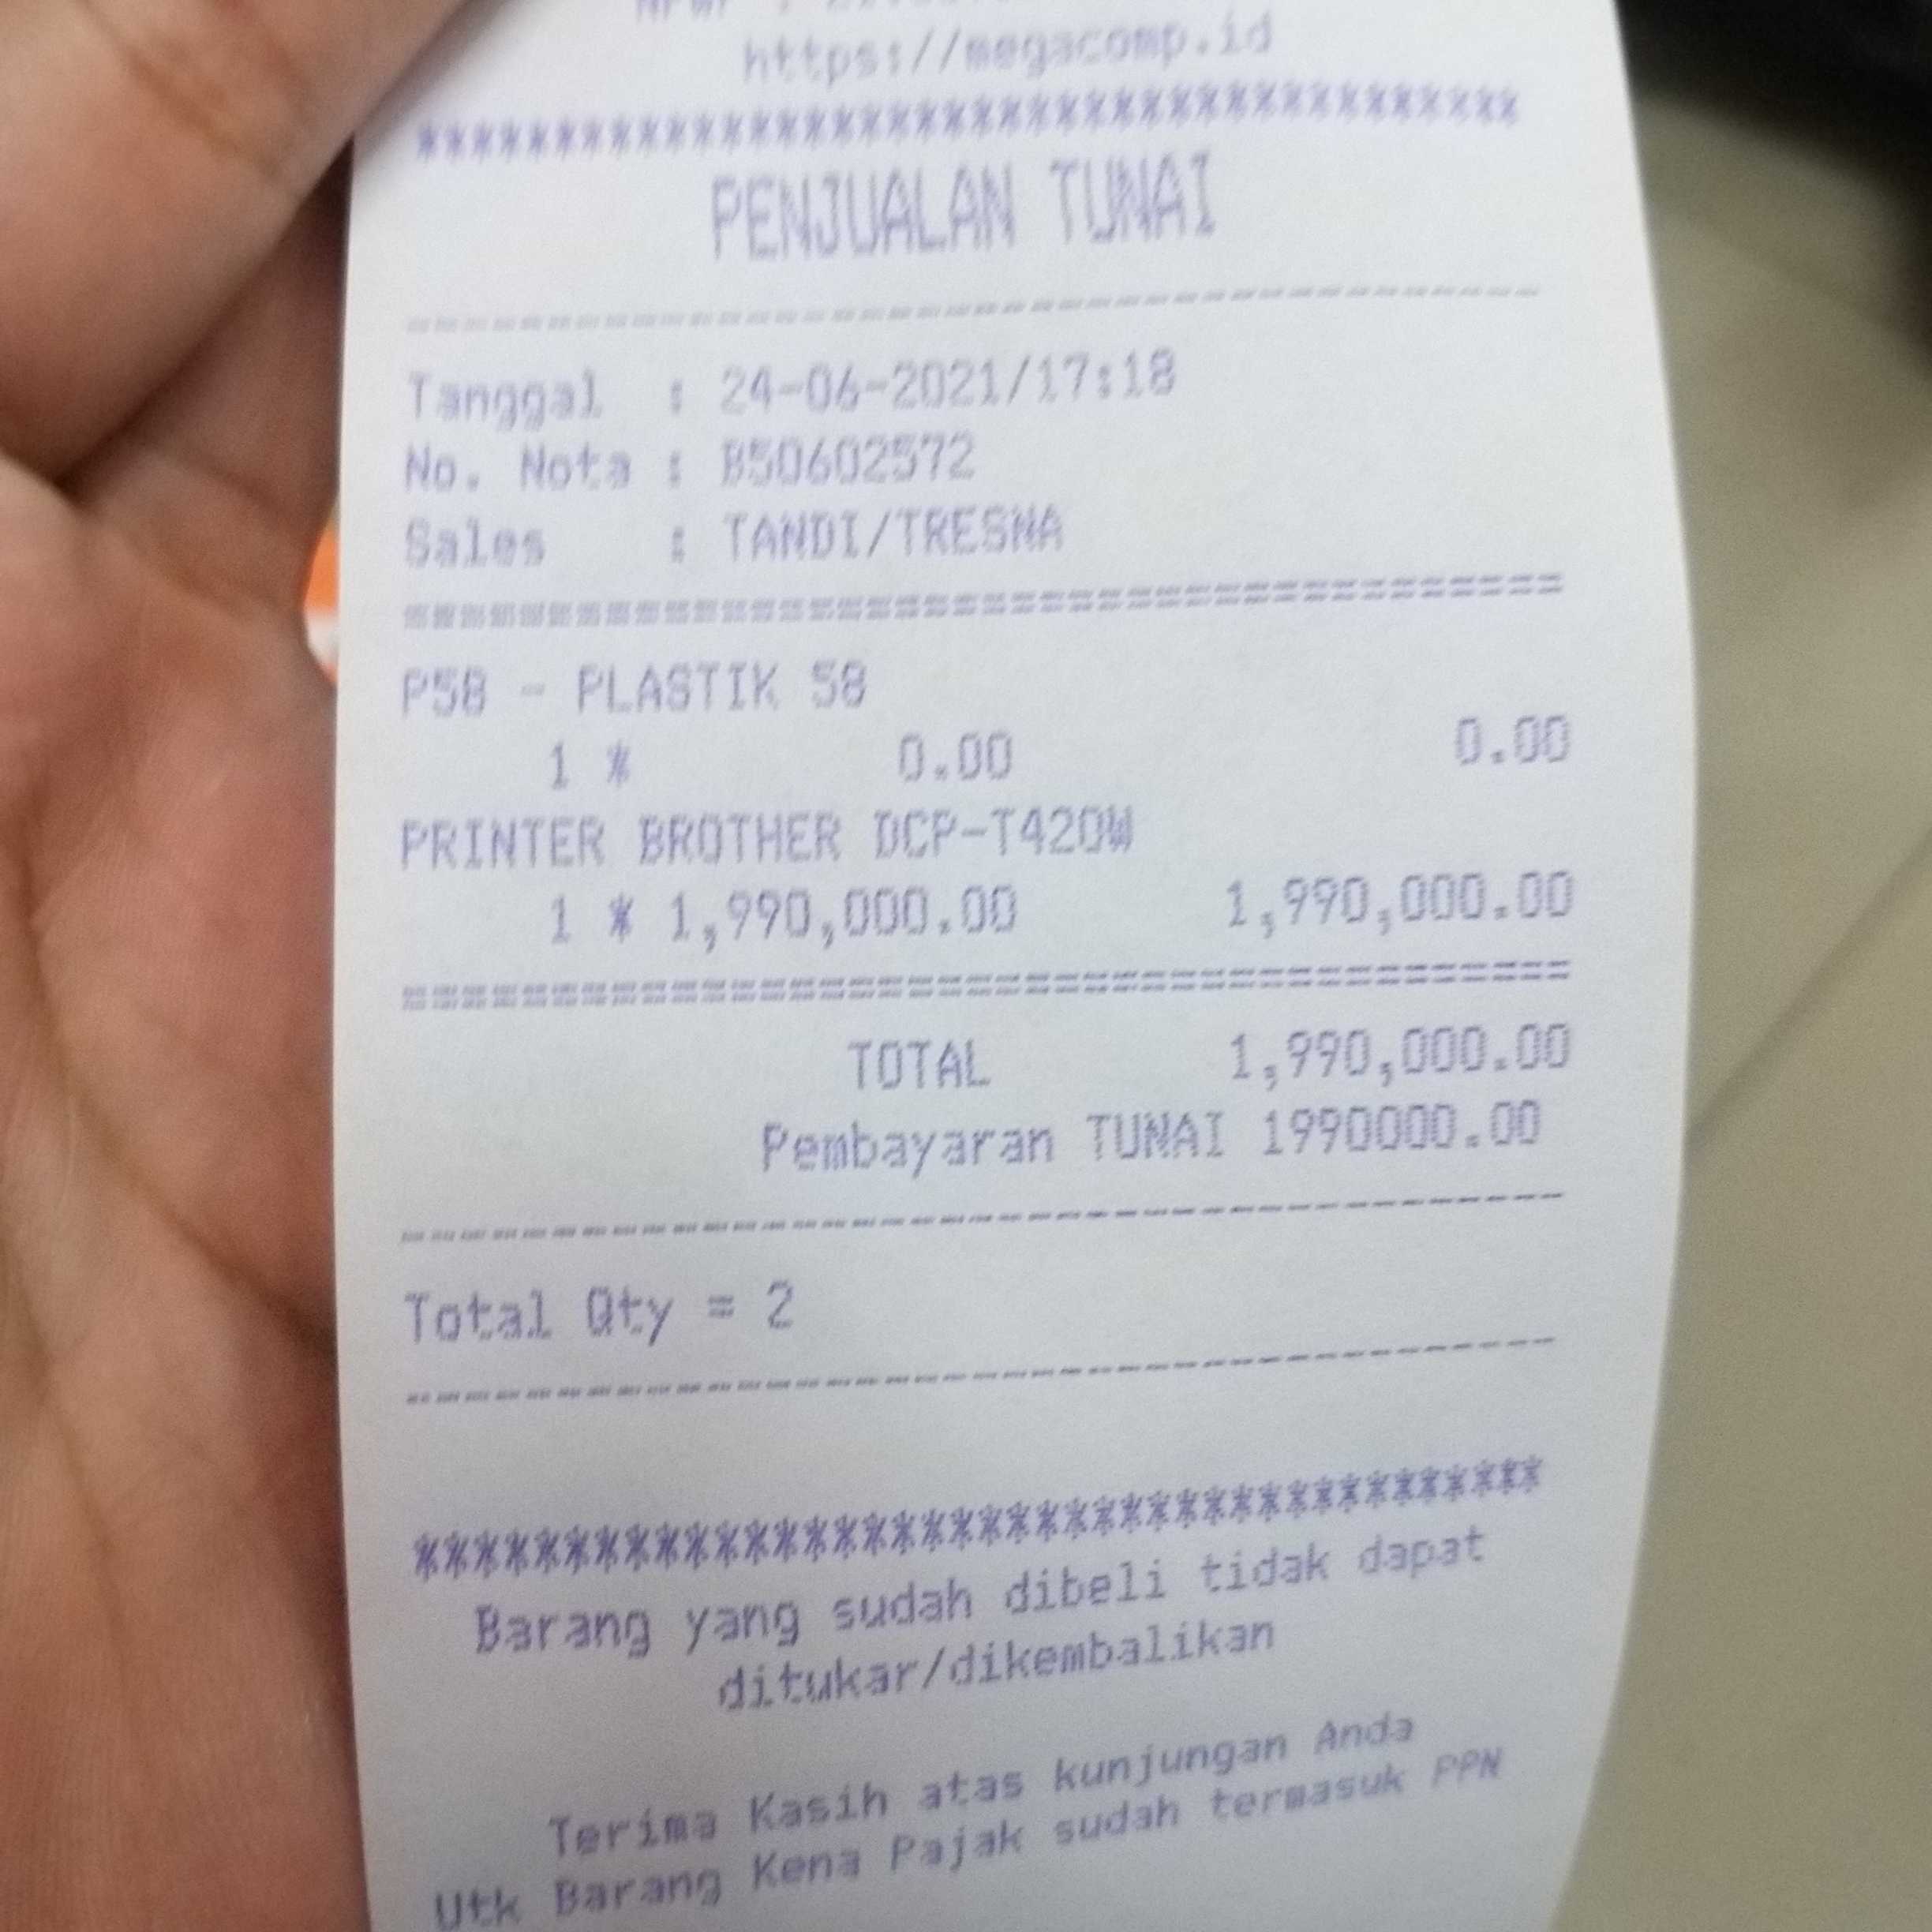 https://megacomp.id
****************************************
PENJUALAN TUNAI
----------------------------------------
Tanggal : 24-06-2021/17:18
No. Nota : B50602572
Sales : TANDI/TRESNA
========================================
P58 - PLASTIK 58
1 * 0.00 0.00
PRINTER BROTHER DCP-T420W
1 * 1,990,000.00 1,990,000.00
========================================
TOTAL 1,990,000.00
Pembayaran TUNAI 1990000.00
----------------------------------------
Total Qty = 2
----------------------------------------
****************************************
Barang yang sudah dibeli tidak dapat
ditukar/dikembalikan
Terima Kasih atas kunjungan Anda
Utk Barang Kena Pajak sudah termasuk PPN